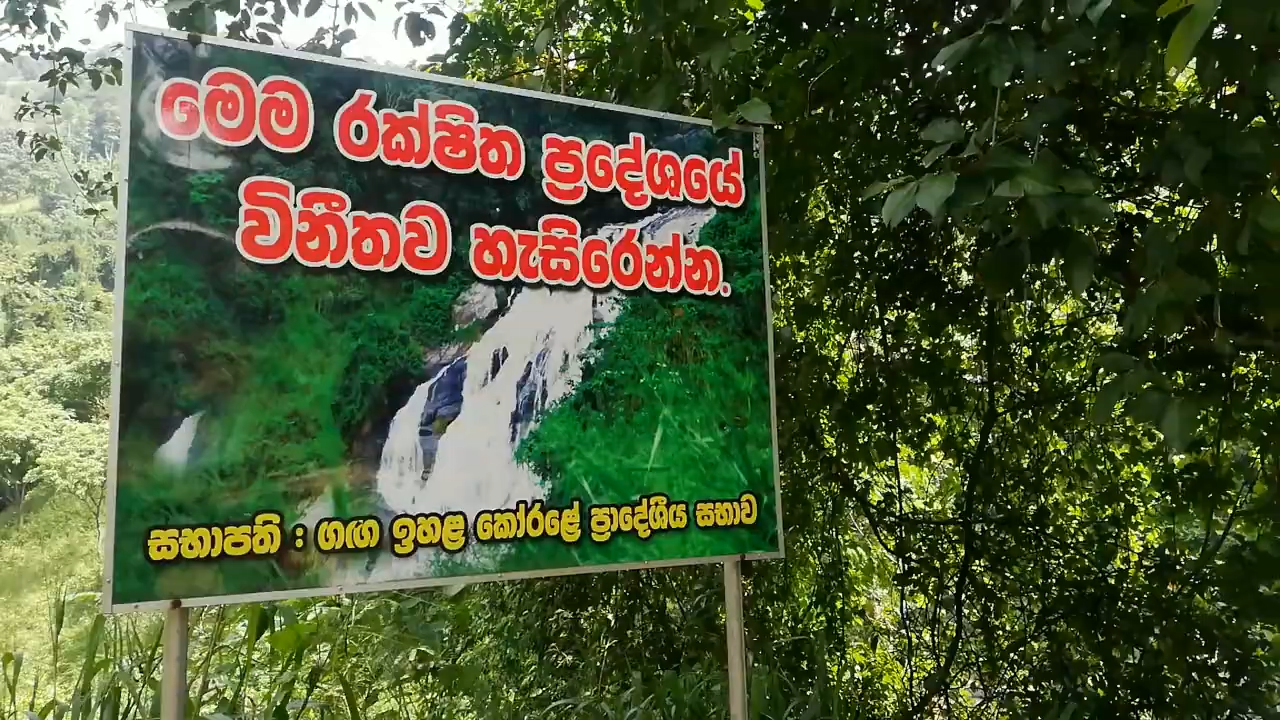 මෙම රක්ෂිත ප්‍රදේශයේ
විනීතව හැසිරෙන්න.
සභාපති : ගඟ ඉහළ කෝරළේ ප්‍රාදේශීය සභාව